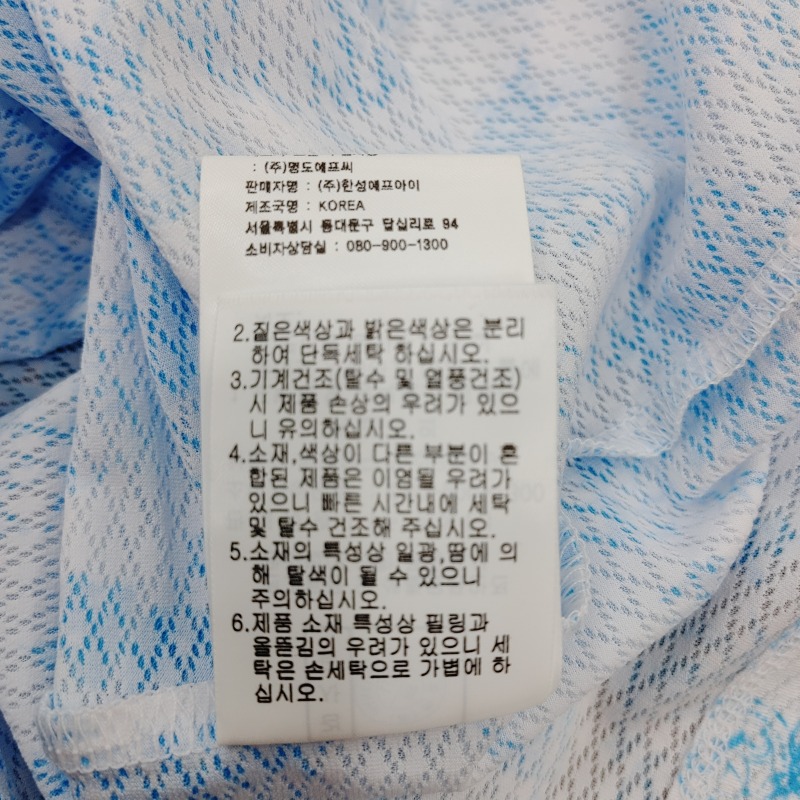 : (주)명도에프씨
판매자명 : (주)한성에프아이
제조국명 : KOREA
서울특별시 동대문구 답십리로 94
소비자상담실 : 080-900-1300
2.짙은색상과 밝은색상은 분리
하여 단독세탁 하십시오.
3.기계건조(탈수 및 열풍건조)
시 제품 손상의 우려가 있으
니 유의하십시오.
4.소재,색상이 다른 부분이 혼
합된 제품은 이염될 우려가
있으니 빠른 시간내에 세탁
및 탈수 건조해 주십시오.
5.소재의 특성상 일광,땀에 의
해 탈색이 될 수 있으니
주의하십시오.
6.제품 소재 특성상 필링과
올뜯김의 우려가 있으니 세
탁은 손세탁으로 가볍에 하
십시오.